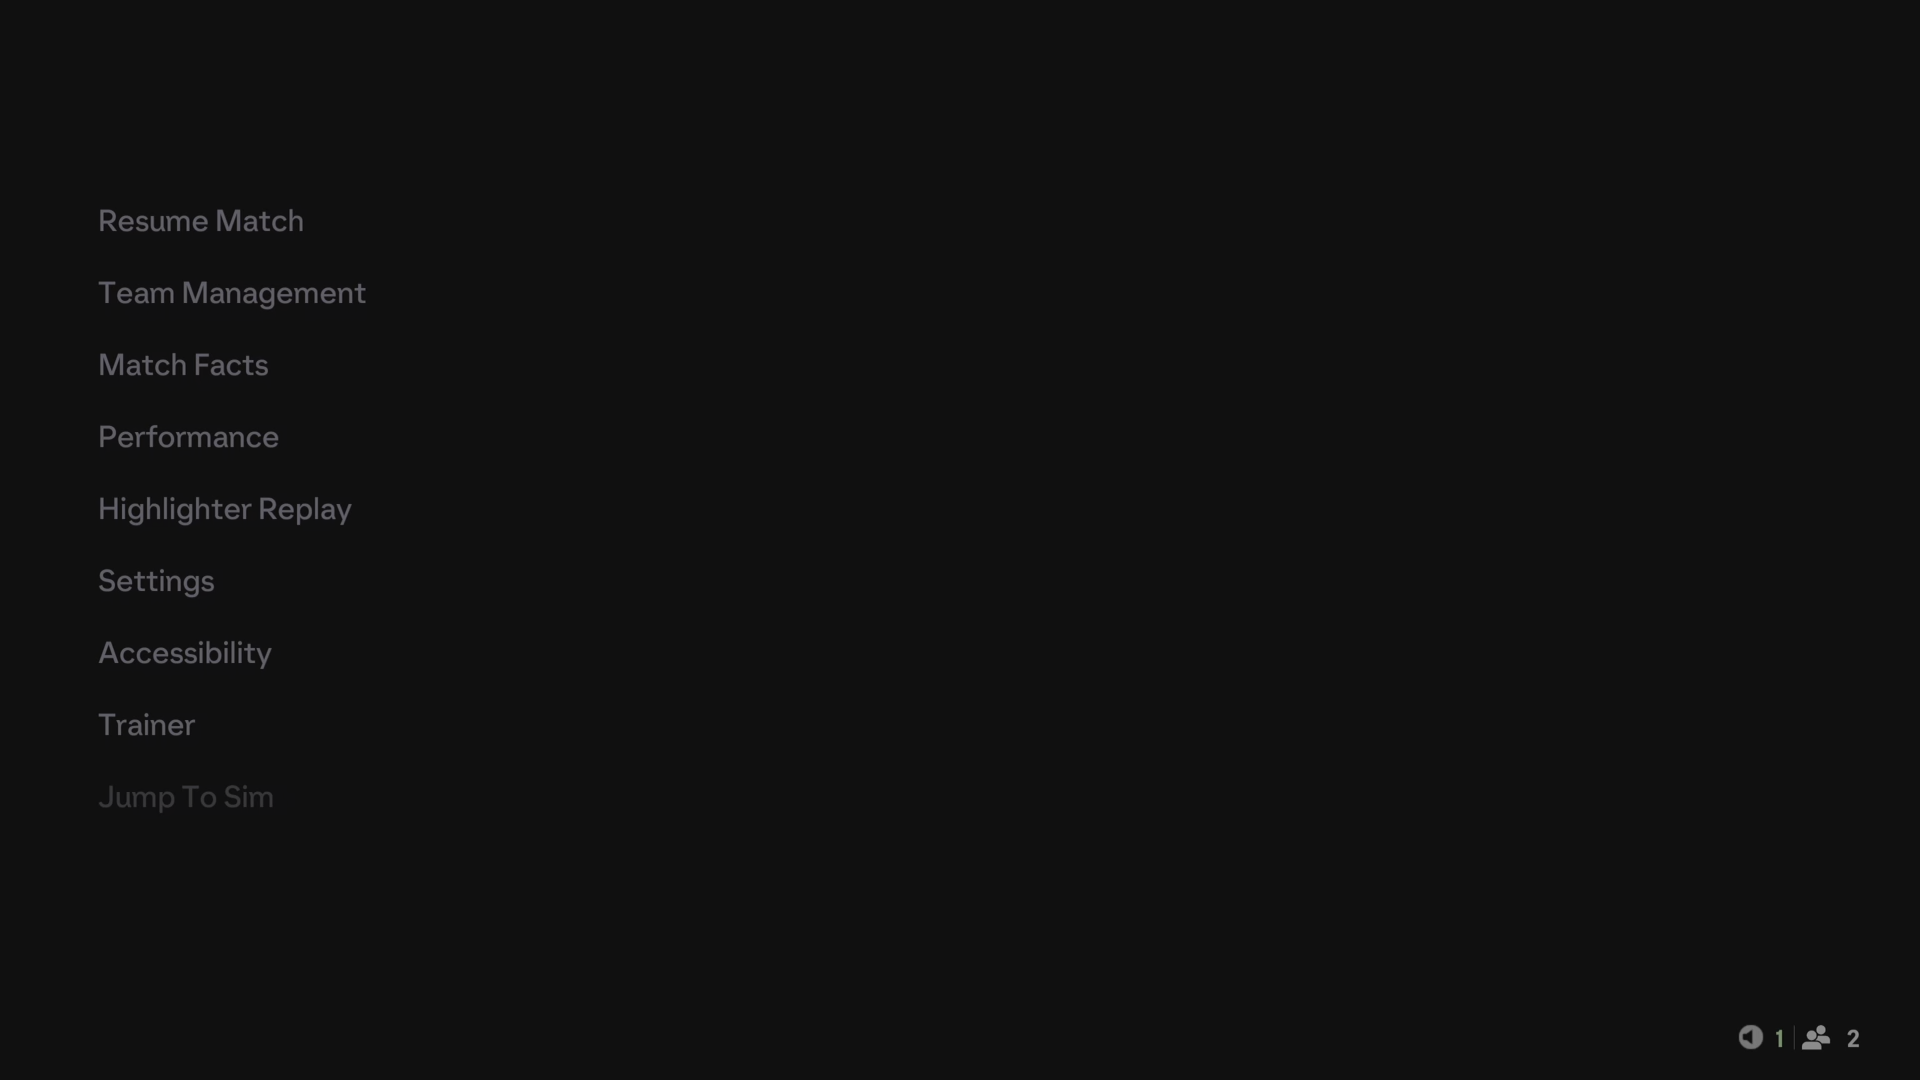 Resume Match
Team Management
Match Facts
Performance
Highlighter Replay
Settings
Accessibility
Trainer
Jump To Sim
1 2